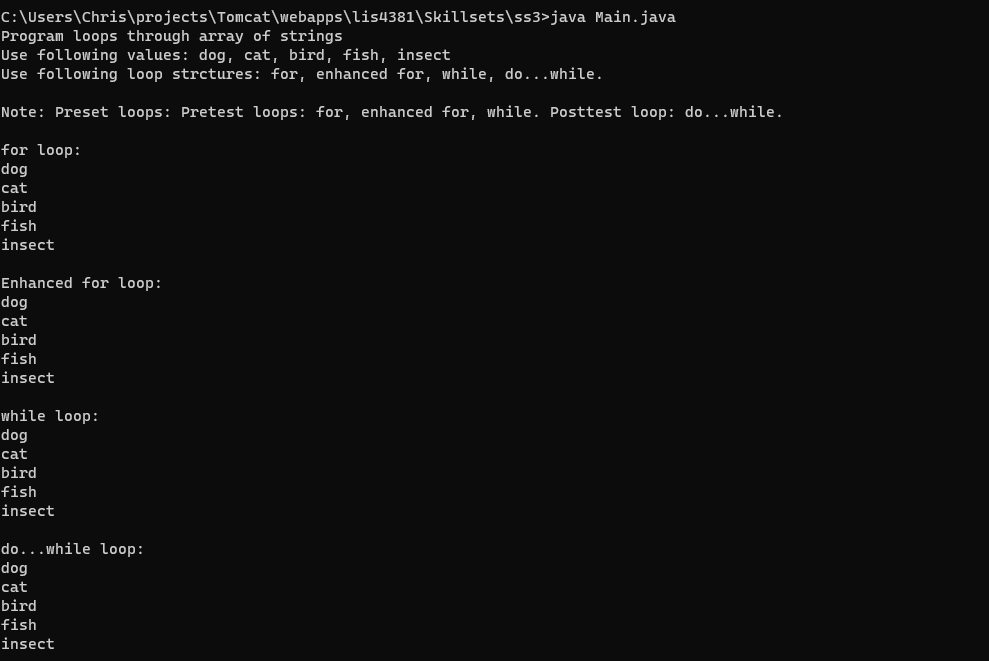 C:\Users\Chris\projects\Tomcat\webapps\lis4381\Skillsets\ss3>java Main.java
Program loops through array of strings
Use following values: dog, cat, bird, fish, insect
Use following loop strctures: for, enhanced for, while, do...while.
Note: Preset loops: Pretest loops: for, enhanced for, while. Posttest loop: do...while.
for loop:
dog
cat
bird
fish
insect
Enhanced for loop:
dog
cat
bird
fish
insect
while loop:
dog
cat
bird
fish
insect
do...while loop:
dog
cat
bird
fish
insect